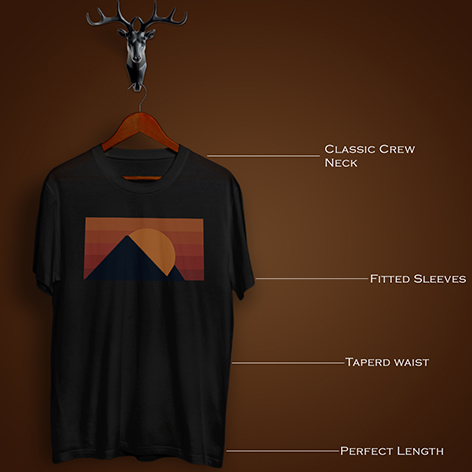 Classic Crew
Neck
Fitted Sleeves
Taperd waist
Perfect Length